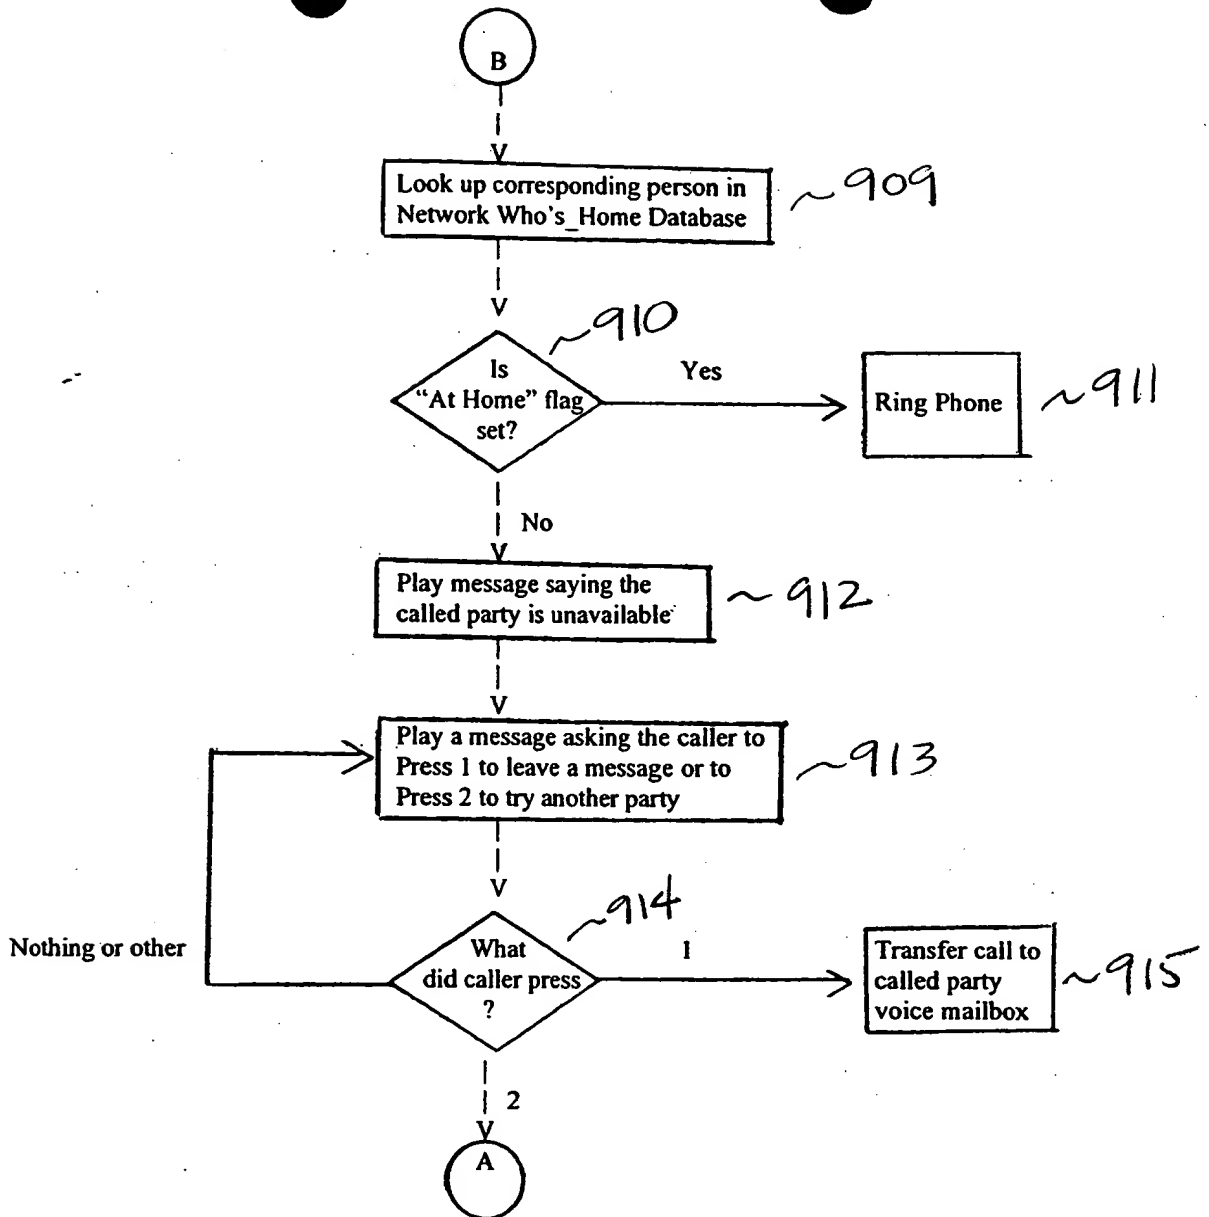 B
Look up corresponding person in
Network Who's_Home Database
~909
~910
Is
“At Home” flag
set?
Yes
Ring Phone
~911
No
Play message saying the
called party is unavailable
~912
Play a message asking the caller to
Press 1 to leave a message or to
Press 2 to try another party
~913
~914
Nothing or other
What
did caller press
?
1
Transfer call to
called party
voice mailbox
~915
2
A